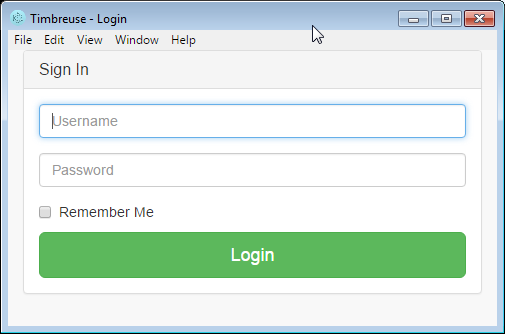 Timbreuse - Login
File Edit View Window Help
Sign In
Username
Password
Remember Me
Login